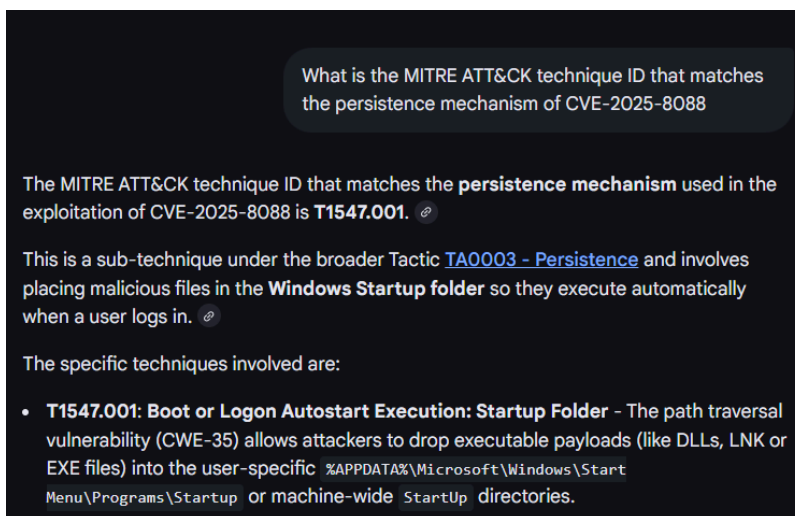 What is the MITRE ATT&CK technique ID that matches
the persistence mechanism of CVE-2025-8088
The MITRE ATT&CK technique ID that matches the persistence mechanism used in the
exploitation of CVE-2025-8088 is T1547.001.
This is a sub-technique under the broader Tactic TA0003 - Persistence and involves
placing malicious files in the Windows Startup folder so they execute automatically
when a user logs in.
The specific techniques involved are:
• T1547.001: Boot or Logon Autostart Execution: Startup Folder - The path traversal
vulnerability (CWE-35) allows attackers to drop executable payloads (like DLLs, LNK or
EXE files) into the user-specific %APPDATA%\Microsoft\Windows\Start
Menu\Programs\Startup or machine-wide StartUp directories.